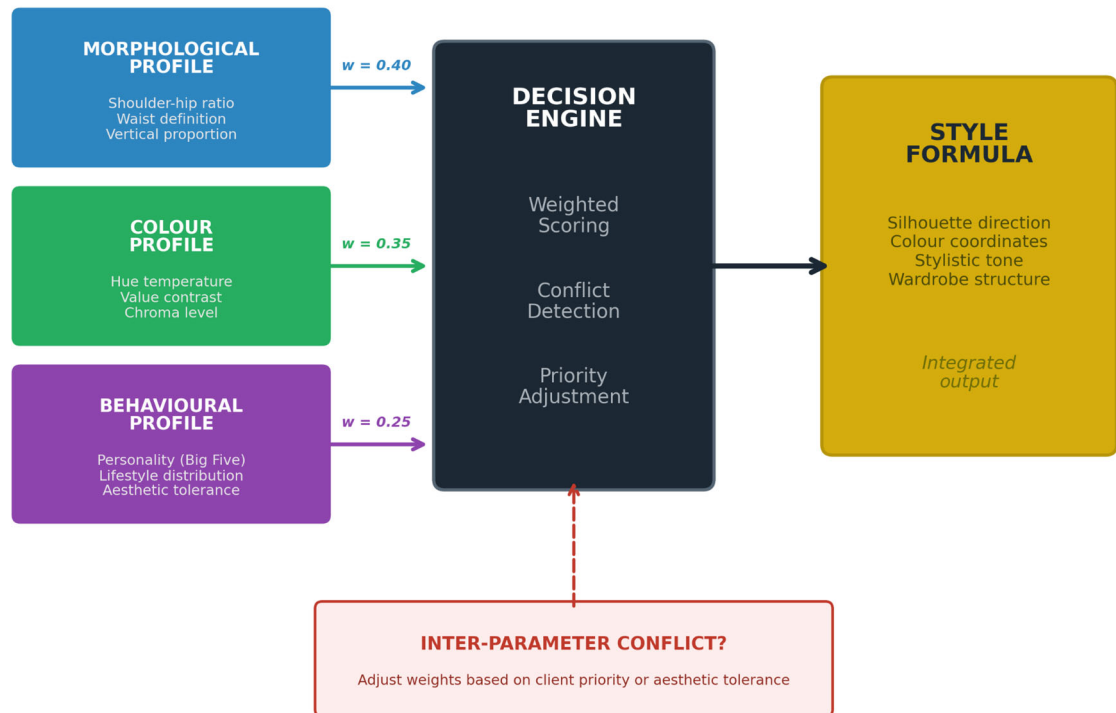 MORPHOLOGICAL
PROFILE
Shoulder-hip ratio
Waist definition
Vertical proportion
w = 0.40
COLOUR
PROFILE
Hue temperature
Value contrast
Chroma level
w = 0.35
BEHAVIOURAL
PROFILE
Personality (Big Five)
Lifestyle distribution
Aesthetic tolerance
w = 0.25
DECISION
ENGINE
Weighted
Scoring
Conflict
Detection
Priority
Adjustment
STYLE
FORMULA
Silhouette direction
Colour coordinates
Stylistic tone
Wardrobe structure
Integrated
output
INTER-PARAMETER CONFLICT?
Adjust weights based on client priority or aesthetic tolerance